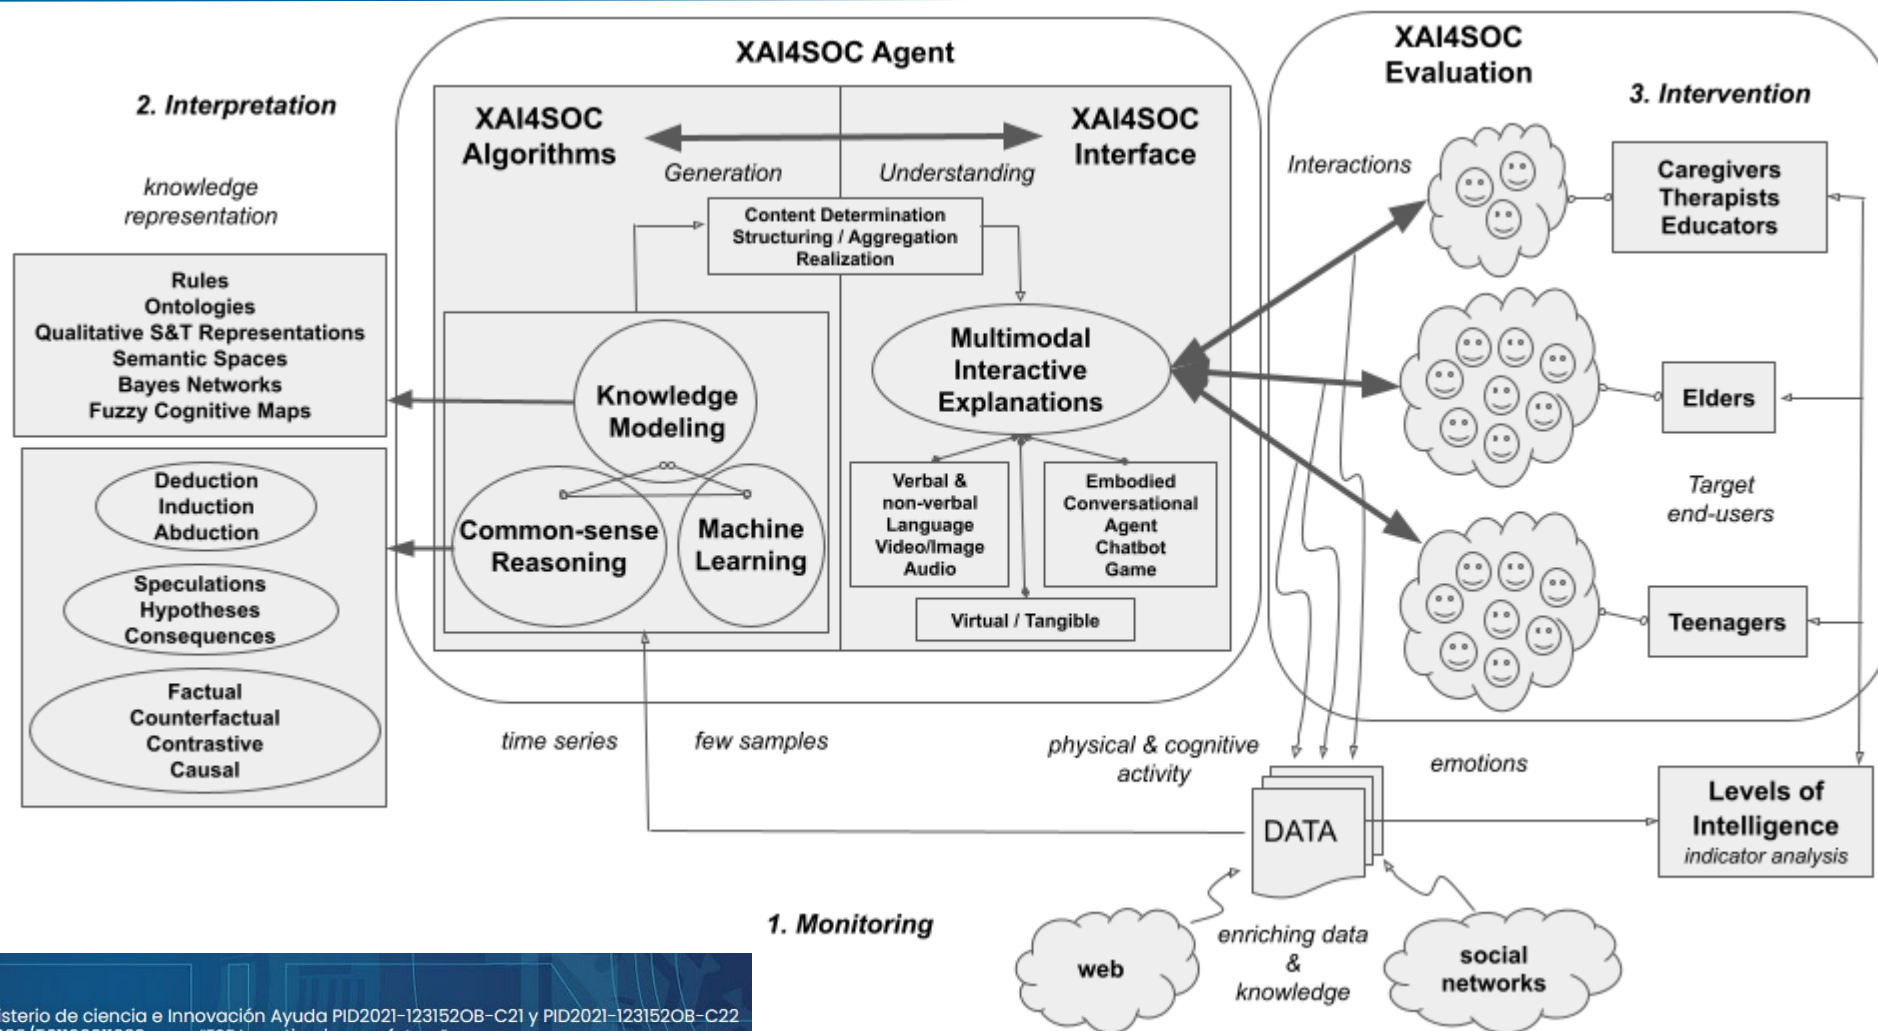 XAI4SOC Agent
XAI4SOC
Evaluation
2. Interpretation
3. Intervention
XAI4SOC
Algorithms
XAI4SOC
Interface
Generation
Understanding
Interactions
knowledge
representation
Content Determination
Structuring / Aggregation
Realization
Caregivers
Therapists
Educators
Rules
Ontologies
Qualitative S&T Representations
Semantic Spaces
Bayes Networks
Fuzzy Cognitive Maps
Knowledge
Modeling
Multimodal
Interactive
Explanations
Elders
Deduction
Induction
Abduction
Common-sense
Reasoning
Machine
Learning
Verbal &
non-verbal
Language
Video/Image
Audio
Embodied
Conversational
Agent
Chatbot
Game
Target
end-users
Speculations
Hypotheses
Consequences
Virtual / Tangible
Teenagers
Factual
Counterfactual
Contrastive
Causal
time series
few samples
physical & cognitive
activity
emotions
DATA
Levels of
Intelligence
indicator analysis
1. Monitoring
web
enriching data
&
knowledge
social
networks
isterio de ciencia e Innovación Ayuda PID2021-123152OB-C21 y PID2021-123152OB-C22